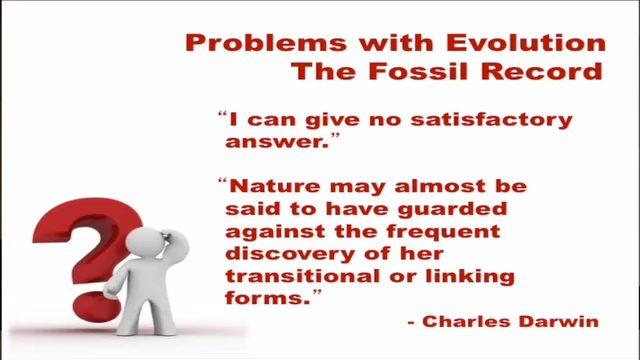 Problems with Evolution
The Fossil Record
“I can give no satisfactory
answer.”
“Nature may almost be
said to have guarded
against the frequent
discovery of her
transitional or linking
forms.”
- Charles Darwin